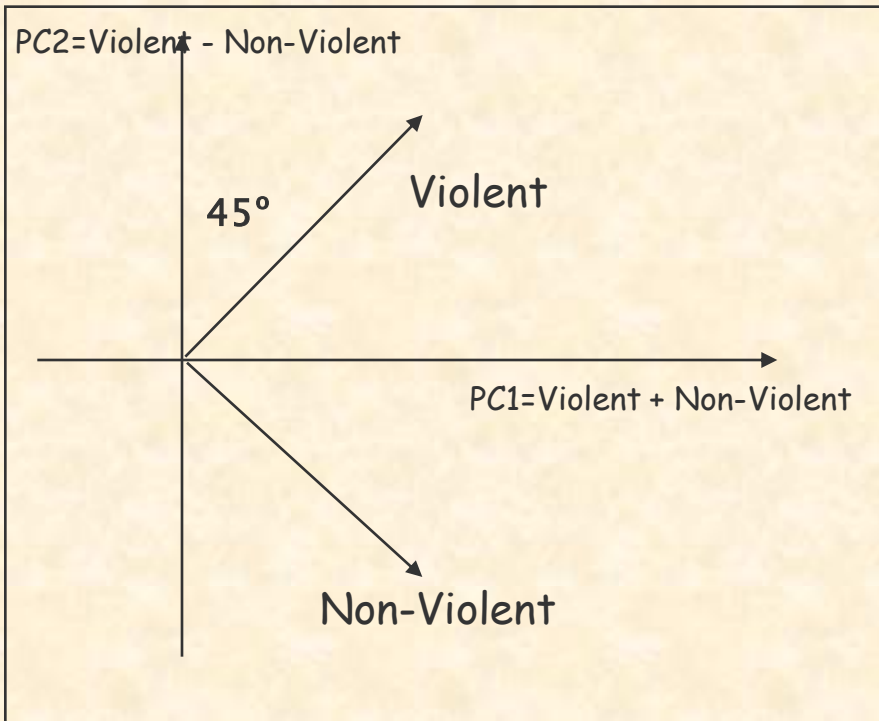 PC2=Violent - Non-Violent
45°
Violent
PC1=Violent + Non-Violent
Non-Violent